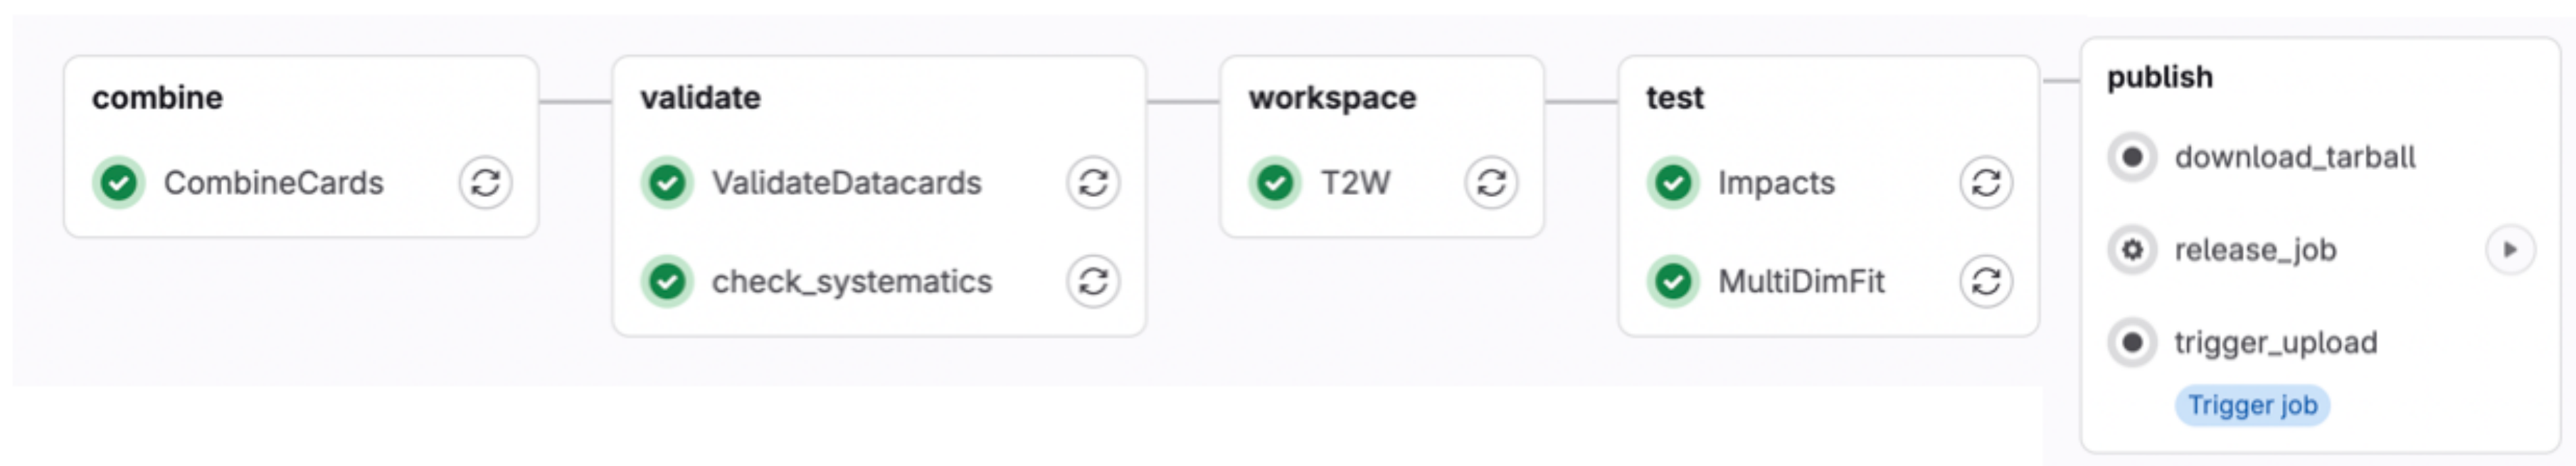 combine
CombineCards
validate
ValidateDatacards
check_systematics
workspace
T2W
test
Impacts
MultiDimFit
publish
download_tarball
release_job
trigger_upload
Trigger job